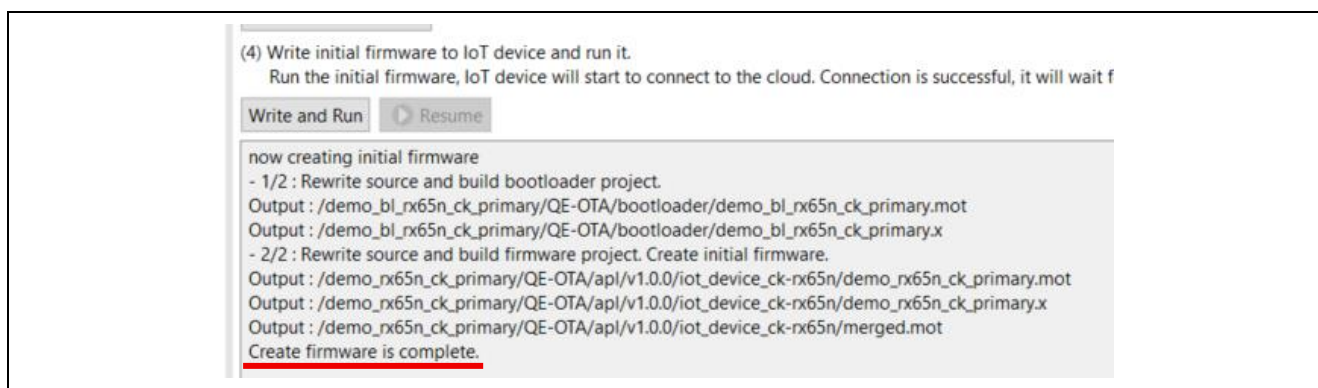 (4) Write initial firmware to IoT device and run it.
Run the initial firmware, IoT device will start to connect to the cloud. Connection is successful, it will wait f
Write and Run Resume
now creating initial firmware
- 1/2 : Rewrite source and build bootloader project.
Output : /demo_bl_rx65n_ck_primary/QE-OTA/bootloader/demo_bl_rx65n_ck_primary.mot
Output : /demo_bl_rx65n_ck_primary/QE-OTA/bootloader/demo_bl_rx65n_ck_primary.x
- 2/2 : Rewrite source and build firmware project. Create initial firmware.
Output : /demo_rx65n_ck_primary/QE-OTA/apl/v1.0.0/iot_device_ck-rx65n/demo_rx65n_ck_primary.mot
Output : /demo_rx65n_ck_primary/QE-OTA/apl/v1.0.0/iot_device_ck-rx65n/demo_rx65n_ck_primary.x
Output : /demo_rx65n_ck_primary/QE-OTA/apl/v1.0.0/iot_device_ck-rx65n/merged.mot
Create firmware is complete.